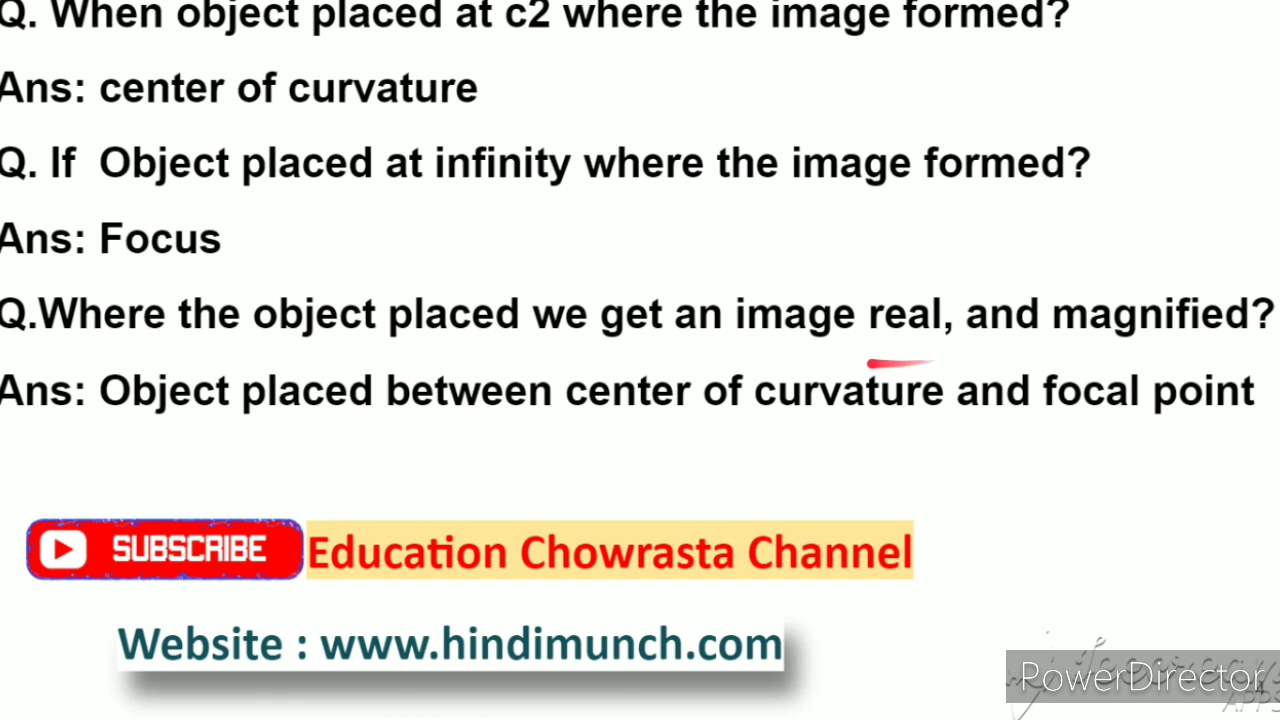 Q. When object placed at c2 where the image formed?
Ans: center of curvature
Q. If Object placed at infinity where the image formed?
Ans: Focus
Q.Where the object placed we get an image real, and magnified?
Ans: Object placed between center of curvature and focal point
SUBSCRIBE Education Chowrasta Channel
Website : www.hindimunch.com
PowerDirector
APPS